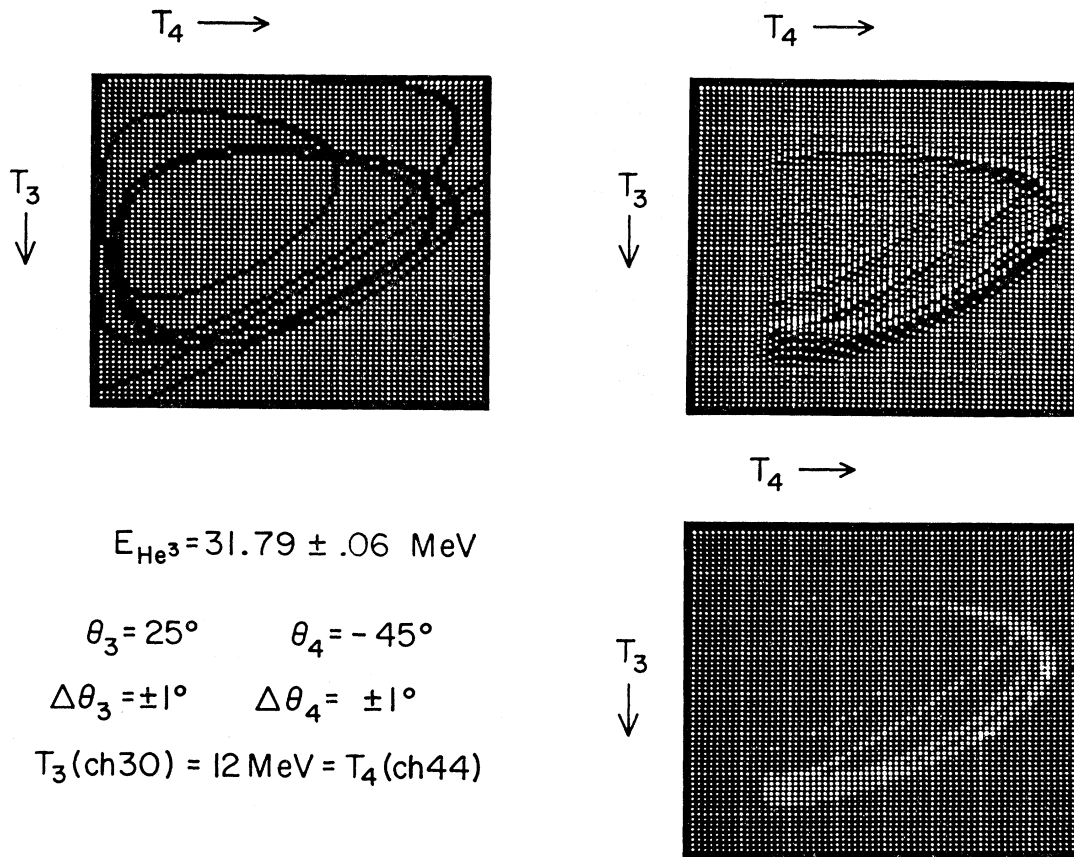 T₄ →
T₄ →
T₃ ↓
T₃ ↓
T₄ →
E_He³ = 31.79 ± .06 MeV
θ₃ = 25° θ₄ = - 45°
Δθ₃ = ±1° Δθ₄ = ±1°
T₃ (ch30) = 12 MeV = T₄ (ch44)
T₃ ↓